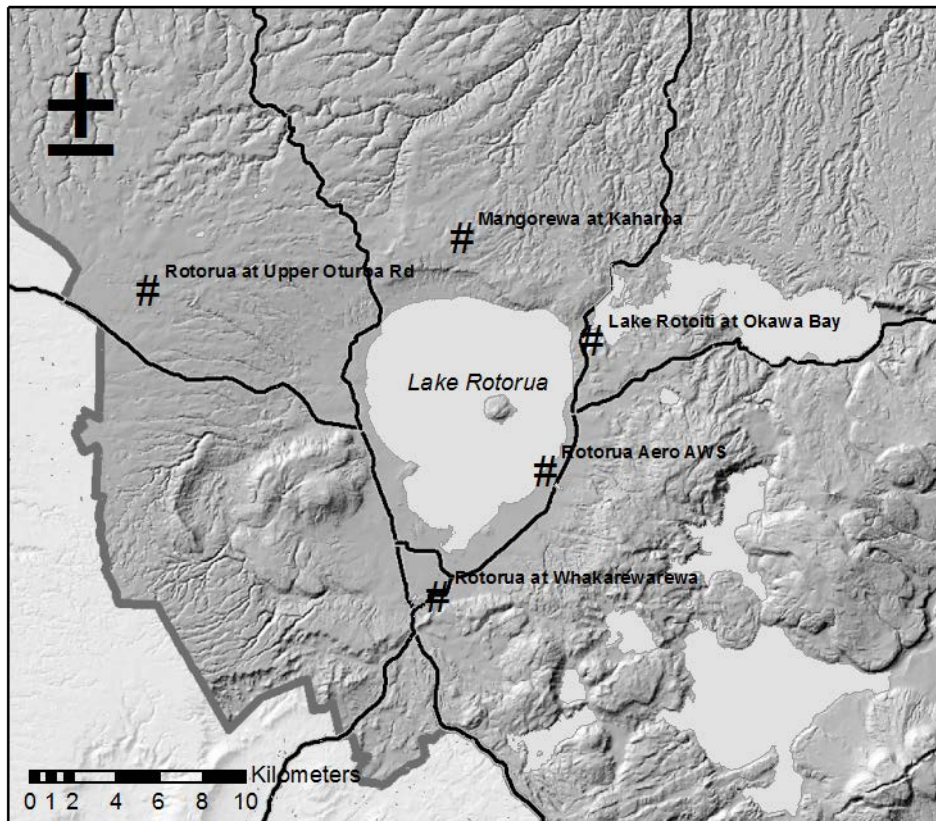 Mangorewa at Kaharoa
#
Rotorua at Upper Oturoa Rd
#
Lake Rotoiti at Okawa Bay
#
Lake Rotorua
Rotorua Aero AWS
#
Rotorua at Whakarewarewa
#
Kilometers
0 1 2 4 6 8 10